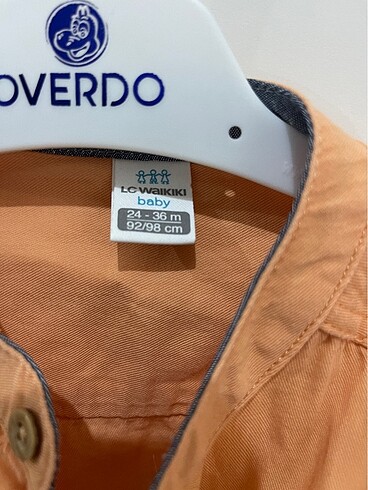 OVERDO
LC WAIKIKI
baby
24 - 36 m
92/98 cm